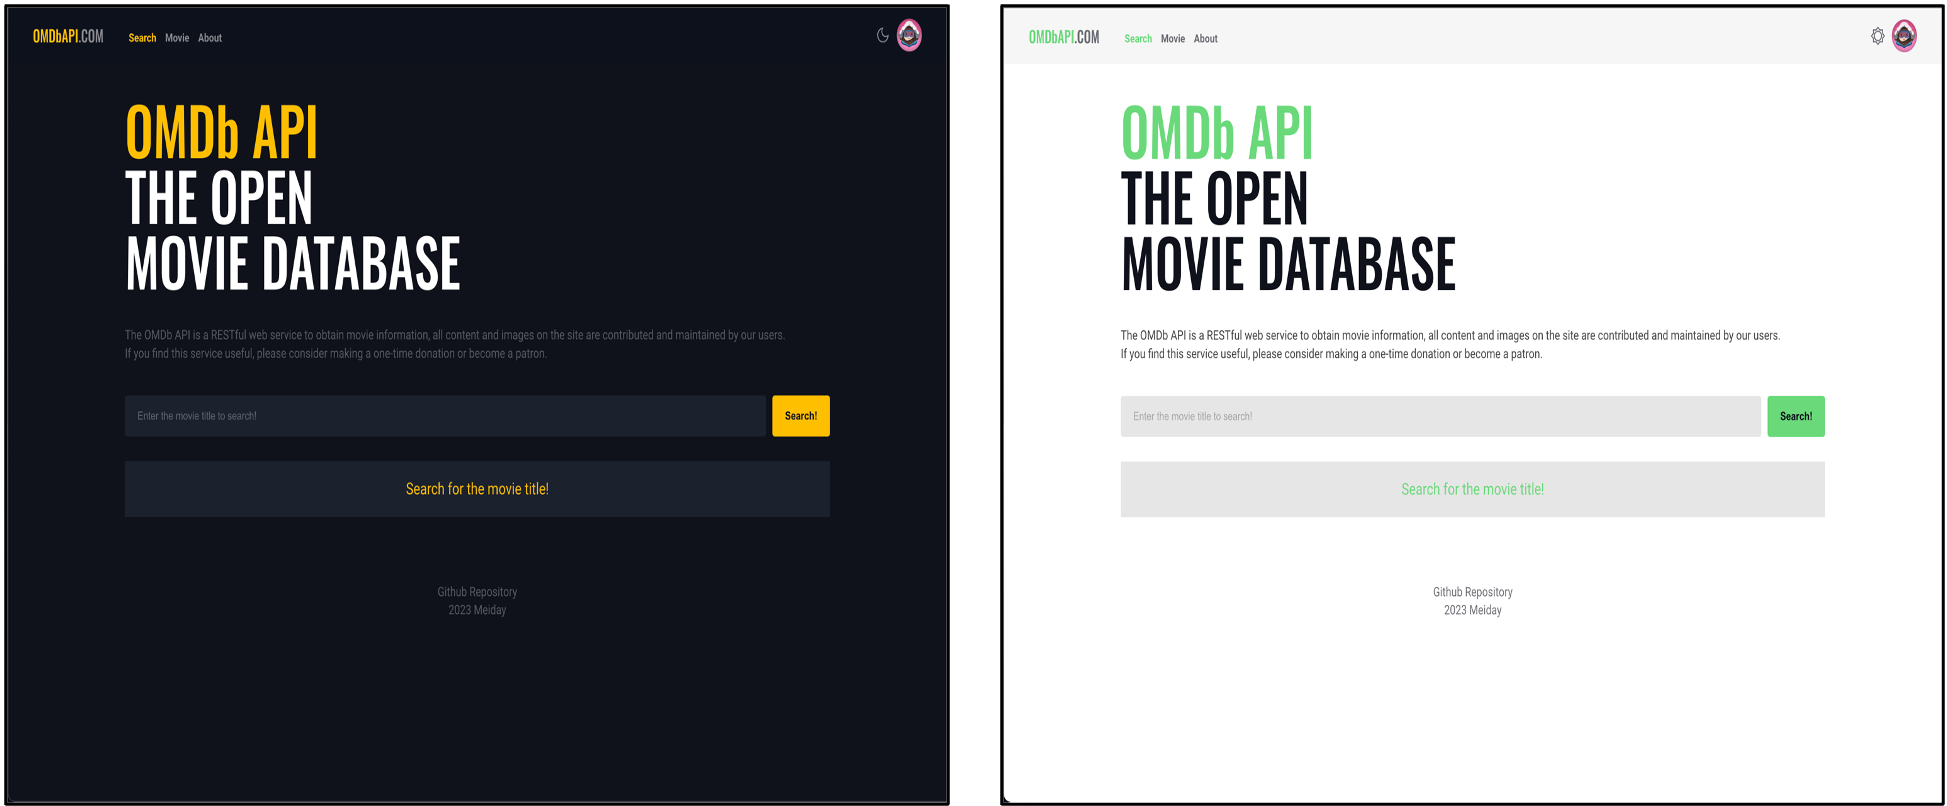 OMDbAPI.COM
Search Movie About
OMDb API
THE OPEN
MOVIE DATABASE
The OMDb API is a RESTful web service to obtain movie information, all content and images on the site are contributed and maintained by our users.
If you find this service useful, please consider making a one-time donation or become a patron.
Enter the movie title to search!
Search!
Search for the movie title!
Github Repository
2023 Meiday
OMDbAPI.COM
Search Movie About
OMDb API
THE OPEN
MOVIE DATABASE
The OMDb API is a RESTful web service to obtain movie information, all content and images on the site are contributed and maintained by our users.
If you find this service useful, please consider making a one-time donation or become a patron.
Enter the movie title to search!
Search!
Search for the movie title!
Github Repository
2023 Meiday